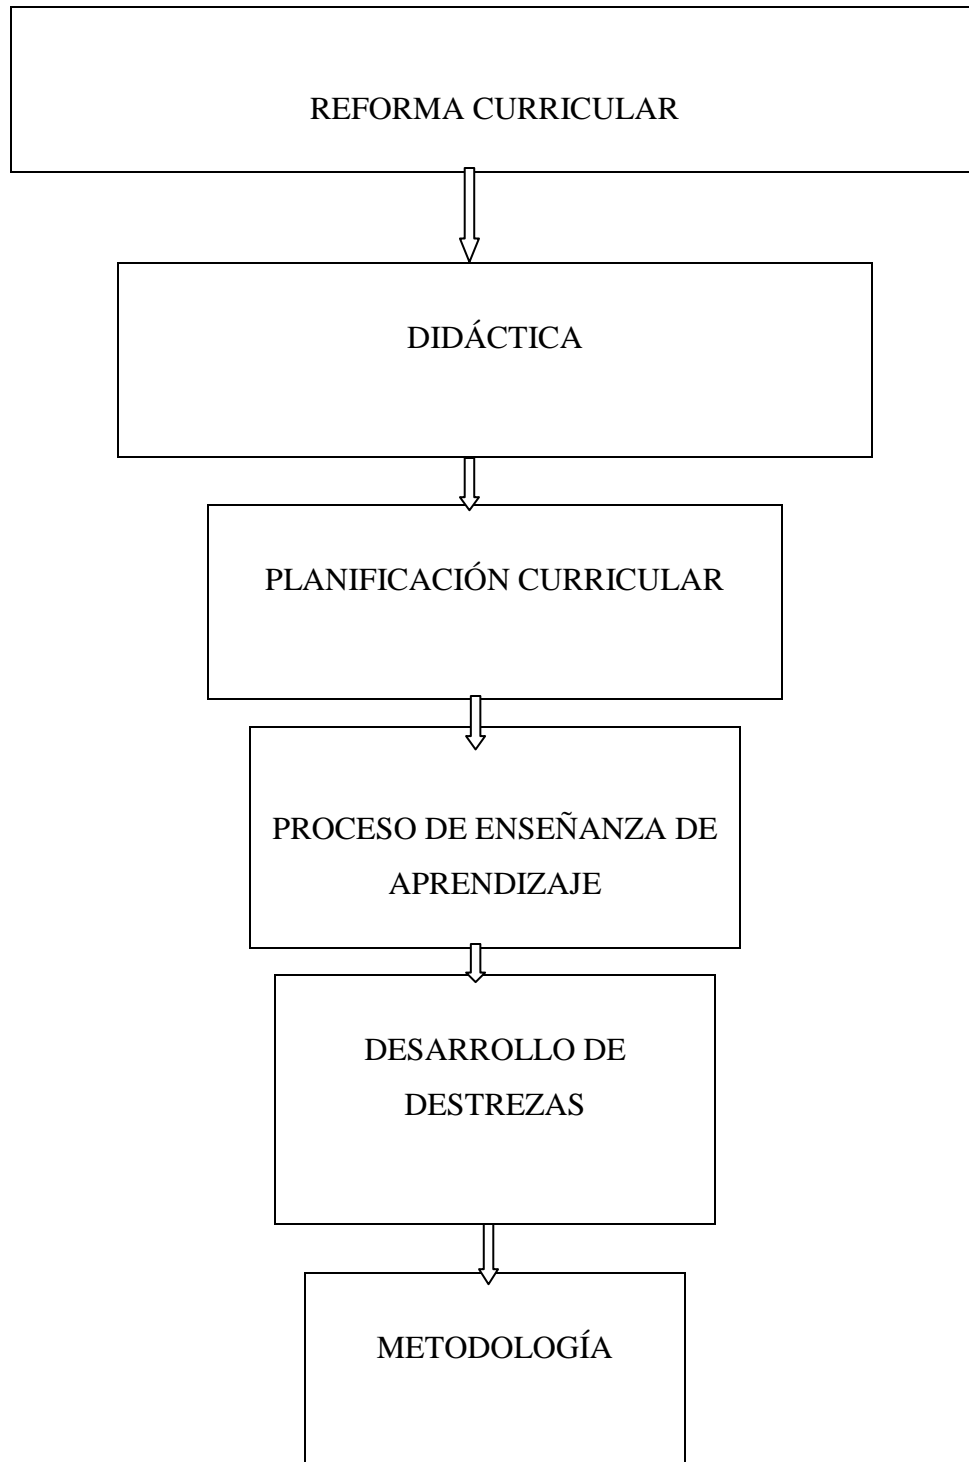 REFORMA CURRICULAR
DIDÁCTICA
PLANIFICACIÓN CURRICULAR
PROCESO DE ENSEÑANZA DE
APRENDIZAJE
DESARROLLO DE
DESTREZAS
METODOLOGÍA